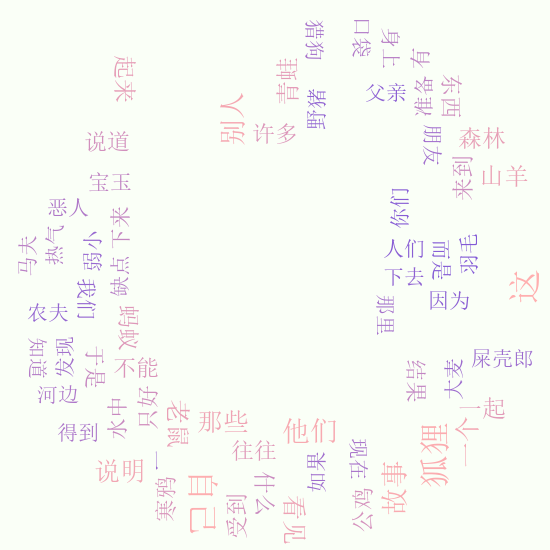 猎狗
口袋
身上
有
起来
青蛙
父亲
笼罩
东西
别人
许多
野猪
说道
朋友
森林
来到
山羊
宝玉
恶人
你们
马夫
热气
小弱
下来
人们
而是
毛羽
缺点
我们
下去
这
农夫
蚂蚁
那里
因为
知道
发现
于是
不能
结果
大麦
屎壳郎
河边
水中
只好
老鼠
那些
一个
一起
得到
他们
往往
狐狸
说明
一
寒鸦
自己
受到
什么
看见
如果
现在
公鸡
故事